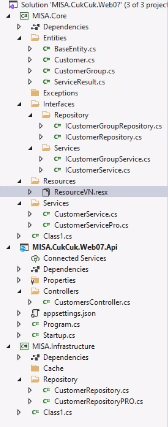 Solution 'MISA.CukCuk.Web07' (3 of 3 project
MISA.Core
Dependencies
Entities
BaseEntity.cs
Customer.cs
CustomerGroup.cs
ServiceResult.cs
Exceptions
Interfaces
Repository
ICustomerGroupRepository.cs
ICustomerRepository.cs
Services
ICustomerGroupService.cs
ICustomerService.cs
Resources
ResourceVN.resx
Services
CustomerService.cs
CustomerServicePro.cs
Class1.cs
MISA.CukCuk.Web07.Api
Connected Services
Dependencies
Properties
Controllers
CustomersController.cs
appsettings.json
Program.cs
Startup.cs
MISA.Infrastructure
Dependencies
Cache
Repository
CustomerRepository.cs
CustomerRepositoryPRO.cs
Class1.cs